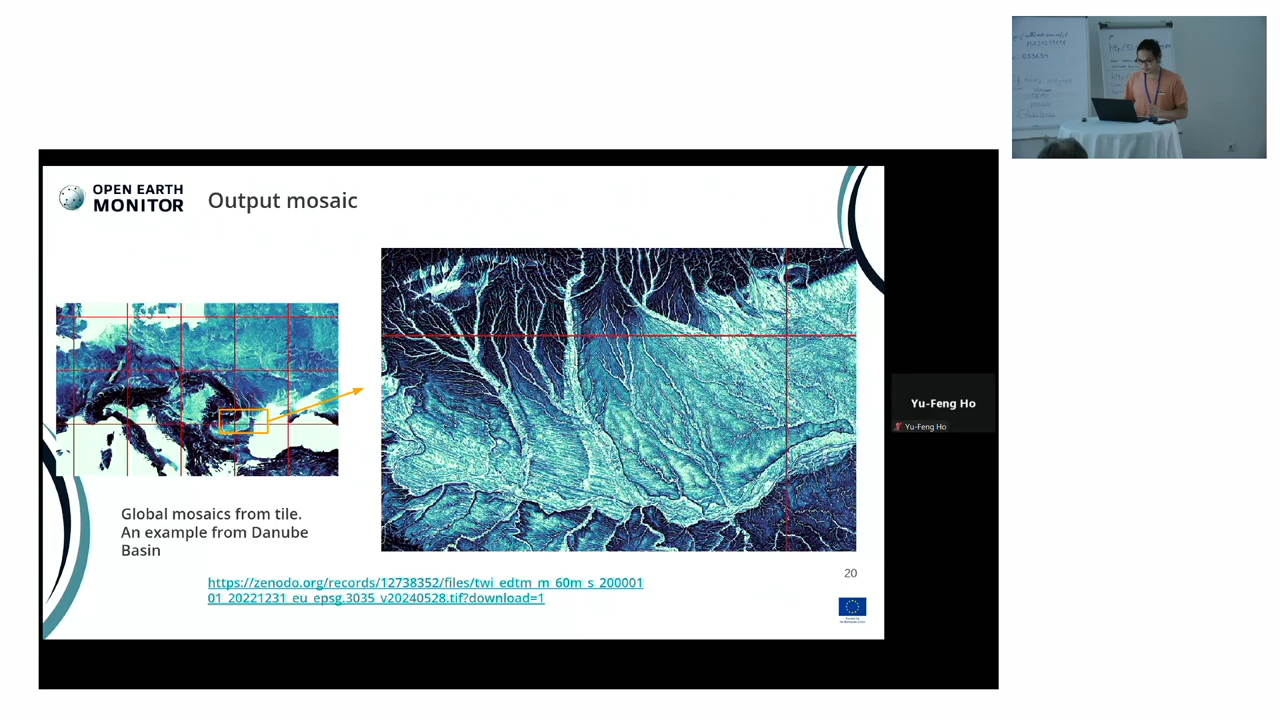 OPEN EARTH
MONITOR
Output mosaic
Global mosaics from tile.
An example from Danube
Basin
https://zenodo.org/records/12738352/files/twi_edtm_m_60m_s_200001
01_20221231_eu_epsg.3035_v20240528.tif?download=1
20
Yu-Feng Ho
Yu-Feng Ho